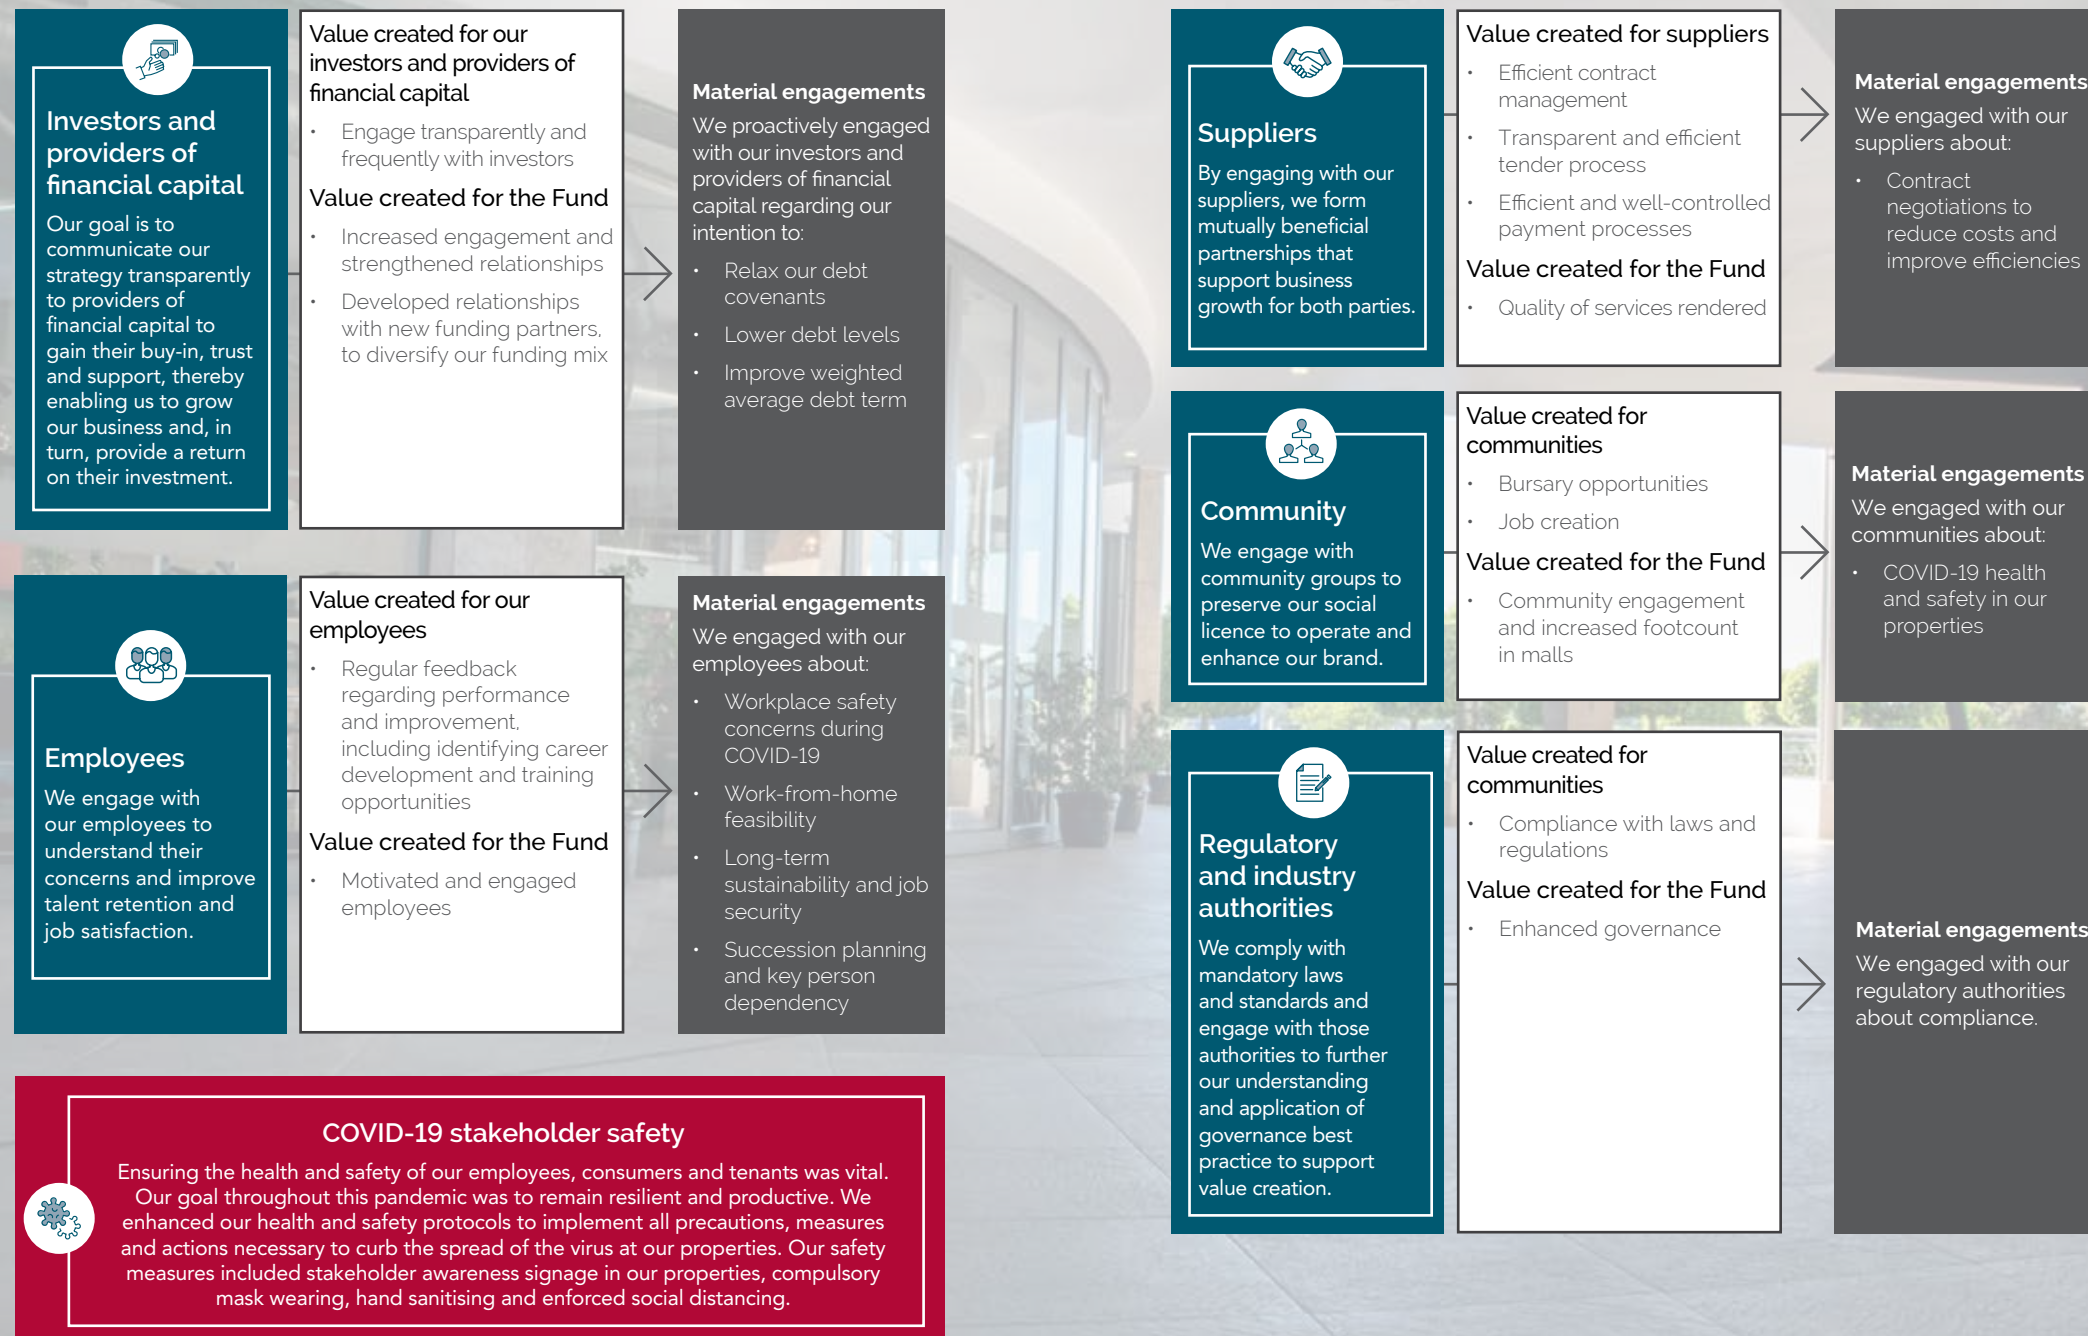 Investors and
providers of
financial capital
Our goal is to
communicate our
strategy transparently
to providers of
financial capital to
gain their buy-in, trust
and support, thereby
enabling us to grow
our business and, in
turn, provide a return
on their investment.
Value created for our
investors and providers of
financial capital
• Engage transparently and
frequently with investors
Value created for the Fund
• Increased engagement and
strengthened relationships
• Developed relationships
with new funding partners,
to diversify our funding mix
Material engagements
We proactively engaged
with our investors and
providers of financial
capital regarding our
intention to:
• Relax our debt
covenants
• Lower debt levels
• Improve weighted
average debt term
Employees
We engage with
our employees to
understand their
concerns and improve
talent retention and
job satisfaction.
Value created for our
employees
• Regular feedback
regarding performance
and improvement,
including identifying career
development and training
opportunities
Value created for the Fund
• Motivated and engaged
employees
Material engagements
We engaged with our
employees about:
• Workplace safety
concerns during
COVID-19
• Work-from-home
feasibility
• Long-term
sustainability and job
security
• Succession planning
and key person
dependency
COVID-19 stakeholder safety
Ensuring the health and safety of our employees, consumers and tenants was vital.
Our goal throughout this pandemic was to remain resilient and productive. We
enhanced our health and safety protocols to implement all precautions, measures
and actions necessary to curb the spread of the virus at our properties. Our safety
measures included stakeholder awareness signage in our properties, compulsory
mask wearing, hand sanitising and enforced social distancing.
Suppliers
By engaging with our
suppliers, we form
mutually beneficial
partnerships that
support business
growth for both parties.
Value created for suppliers
• Efficient contract
management
• Transparent and efficient
tender process
• Efficient and well-controlled
payment processes
Value created for the Fund
• Quality of services rendered
Material engagements
We engaged with our
suppliers about:
• Contract
negotiations to
reduce costs and
improve efficiencies
Community
We engage with
community groups to
preserve our social
licence to operate and
enhance our brand.
Value created for
communities
• Bursary opportunities
• Job creation
Value created for the Fund
• Community engagement
and increased footcount
in malls
Material engagements
We engaged with our
communities about:
• COVID-19 health
and safety in our
properties
Regulatory
and industry
authorities
We comply with
mandatory laws
and standards and
engage with those
authorities to further
our understanding
and application of
governance best
practice to support
value creation.
Value created for
communities
• Compliance with laws and
regulations
Value created for the Fund
• Enhanced governance
Material engagements
We engaged with our
regulatory authorities
about compliance.